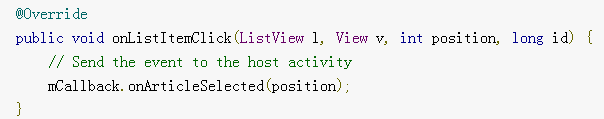 @Override
public void onListItemClick(ListView l, View v, int position, long id) {
// Send the event to the host activity
mCallback.onArticleSelected(position);
}